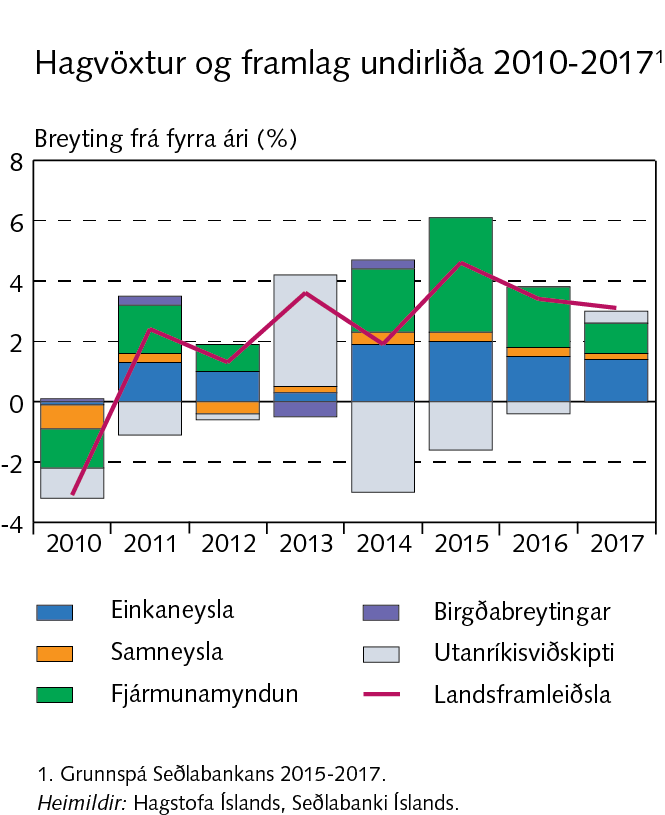 Hagvöxtur og framlag undirliða 2010-2017¹
Breyting frá fyrra ári (%)
8
6
4
2
0
-2
-4
2010 2011 2012 2013 2014 2015 2016 2017
Einkaneysla
Samneysla
Fjármunamyndun
Birgðabreytingar
Utanríkisviðskipti
Landsframleiðsla
1. Grunnspá Seðlabankans 2015-2017.
Heimildir: Hagstofa Íslands, Seðlabanki Íslands.